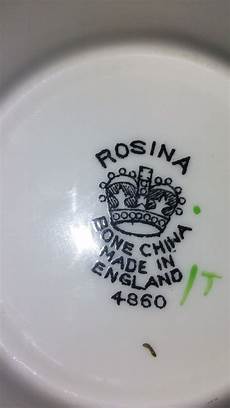 ROSINA
BONE CHINA
MADE IN
ENGLAND
4860
/T